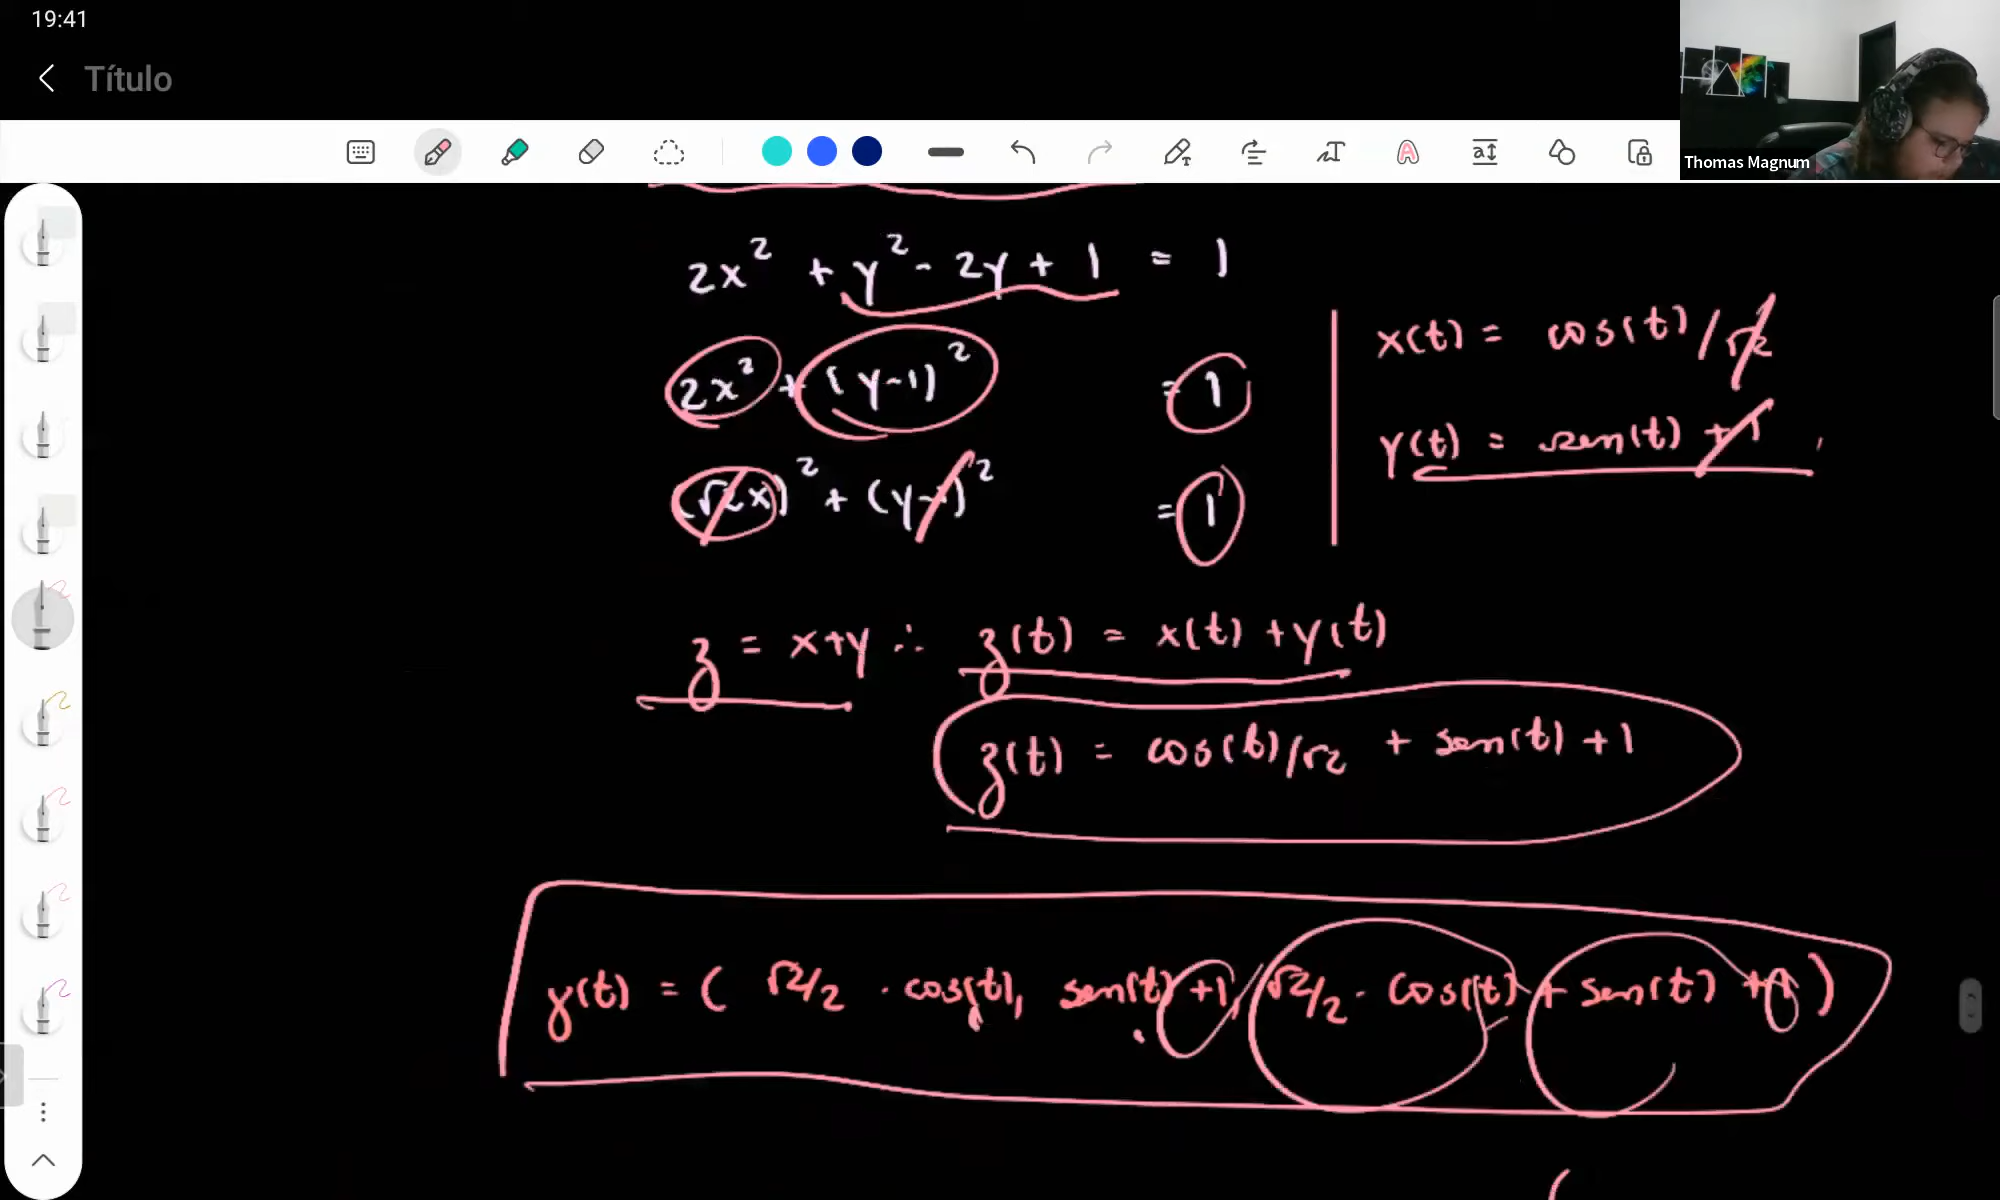 19:41
Título
Thomas Magnum
2x² + y² - 2y + 1 = 1
2x² + (y-1)² = 1
(√2x)² + (y-1)² = 1
x(t) = cos(t)/√2
y(t) = sen(t) + 1
z = x+y ∴ z(t) = x(t) + y(t)
z(t) = cos(t)/√2 + sen(t) + 1
γ(t) = ( √2/2 · cos(t), sen(t) +1, √2/2 · cos(t) + sen(t) +1 )